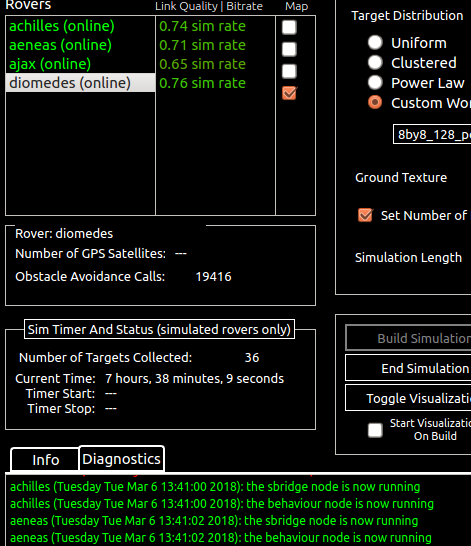 Rovers
Link Quality | Bitrate
Map
achilles (online) 0.74 sim rate
aeneas (online) 0.71 sim rate
ajax (online) 0.65 sim rate
diomedes (online) 0.76 sim rate
Rover: diomedes
Number of GPS Satellites: ---
Obstacle Avoidance Calls: 19416
Sim Timer And Status (simulated rovers only)
Number of Targets Collected: 36
Current Time: 7 hours, 38 minutes, 9 seconds
Timer Start: ---
Timer Stop: ---
Target Distribution
Uniform
Clustered
Power Law
Custom Wor
8by8_128_po
Ground Texture
Set Number of
Simulation Length
Build Simulation
End Simulation
Toggle Visualizati
Start Visualizatio
On Build
Info
Diagnostics
achilles (Tuesday Tue Mar 6 13:41:00 2018): the sbridge node is now running
achilles (Tuesday Tue Mar 6 13:41:00 2018): the behaviour node is now running
aeneas (Tuesday Tue Mar 6 13:41:02 2018): the sbridge node is now running
aeneas (Tuesday Tue Mar 6 13:41:02 2018): the behaviour node is now running